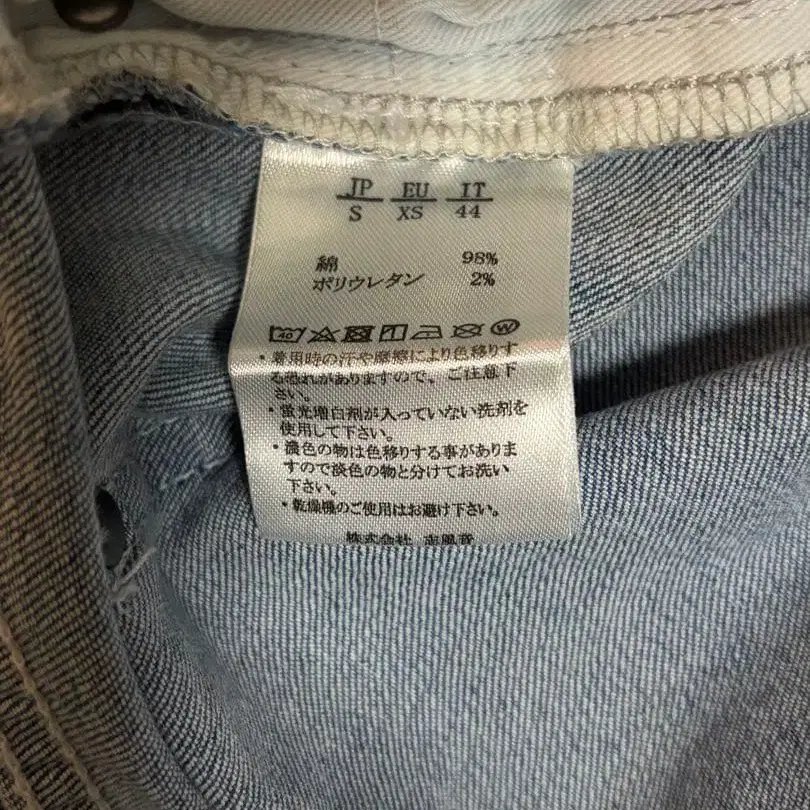 JP EU IT
S XS 44
綿 98%
ポリウレタン 2%
40 W
・着用時の汗や摩擦により色移りす
る恐れがありますので、ご注意下
さい。
・蛍光増白剤が入っていない洗剤を
使用して下さい。
・濃色の物は色移りする事がありま
すので淡色の物と分けてお洗い
下さい。
・乾燥機のご使用はお避け下さい。
株式会社